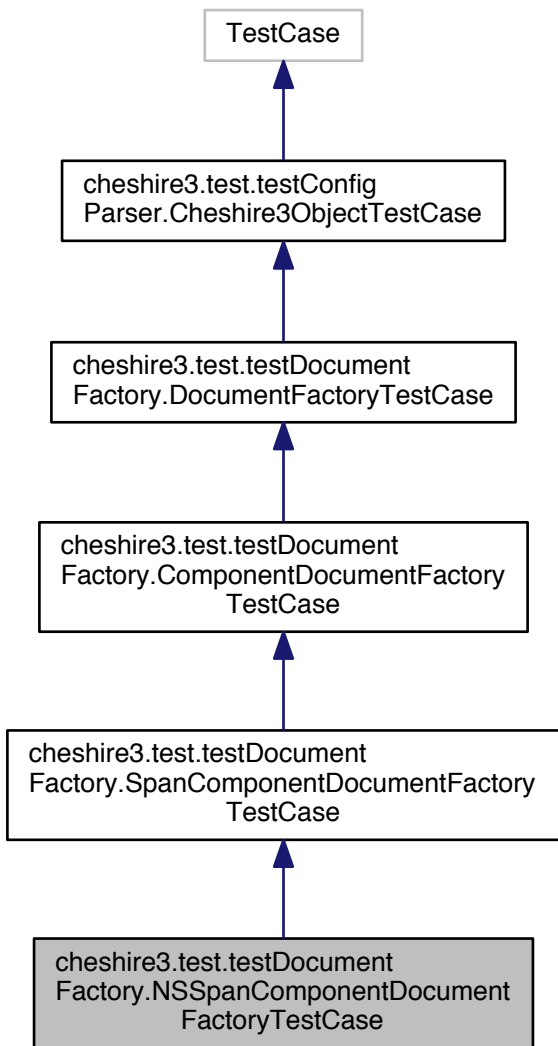 TestCase
cheshire3.test.testConfig
Parser.Cheshire3ObjectTestCase
cheshire3.test.testDocument
Factory.DocumentFactoryTestCase
cheshire3.test.testDocument
Factory.ComponentDocumentFactory
TestCase
cheshire3.test.testDocument
Factory.SpanComponentDocumentFactory
TestCase
cheshire3.test.testDocument
Factory.NSSpanComponentDocument
FactoryTestCase